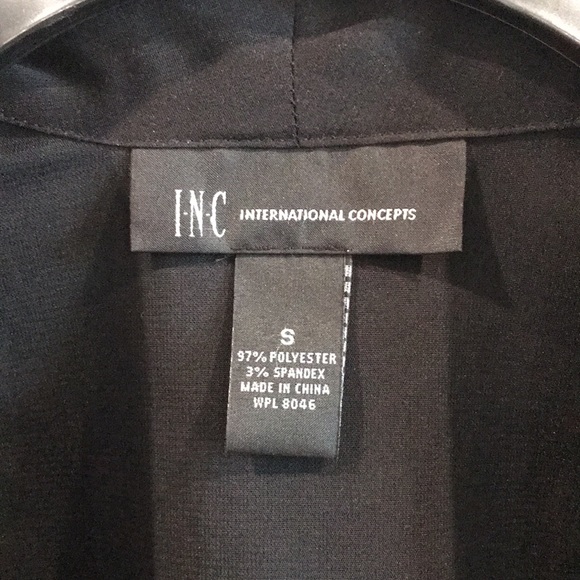 I·N·C INTERNATIONAL CONCEPTS
S
97% POLYESTER
3% SPANDEX
MADE IN CHINA
WPL 8046